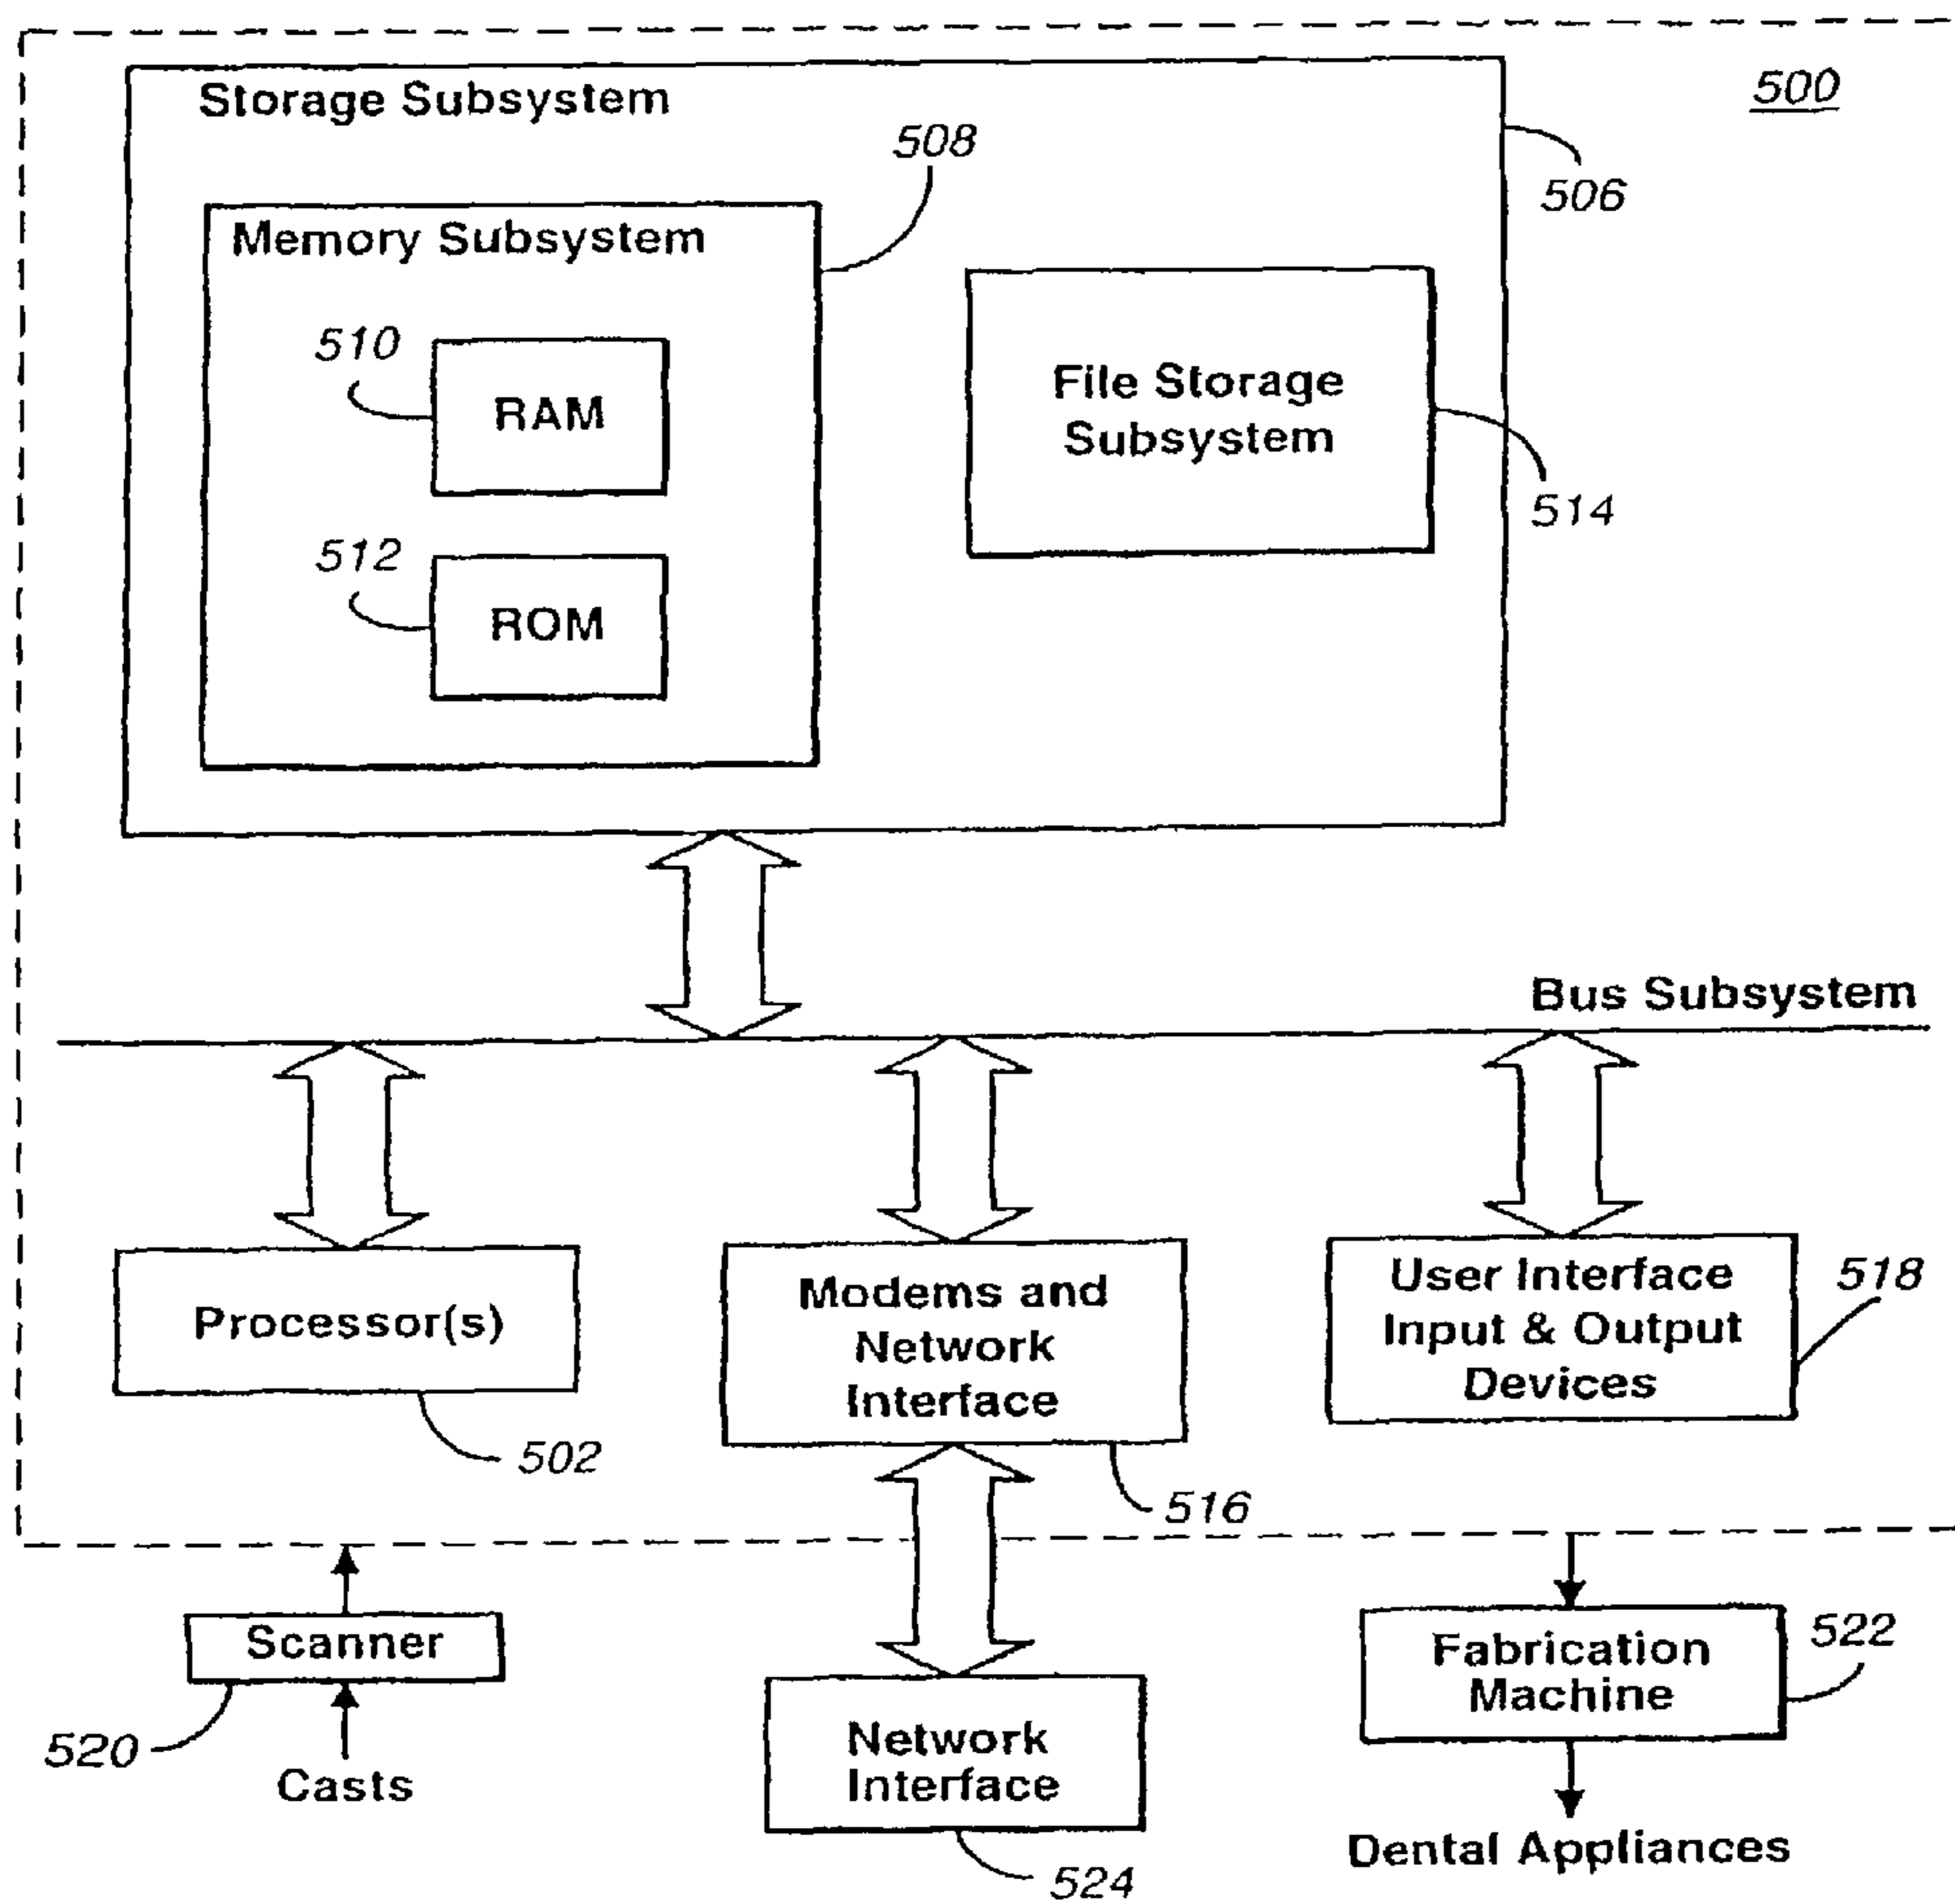 500
Storage Subsystem
508
506
Memory Subsystem
510
RAM
File Storage
Subsystem
514
512
ROM
Bus Subsystem
Processor(s)
502
Modems and
Network
Interface
516
User Interface
Input & Output
Devices
518
Scanner
520
Casts
Network
Interface
524
Fabrication
Machine
522
Dental Appliances